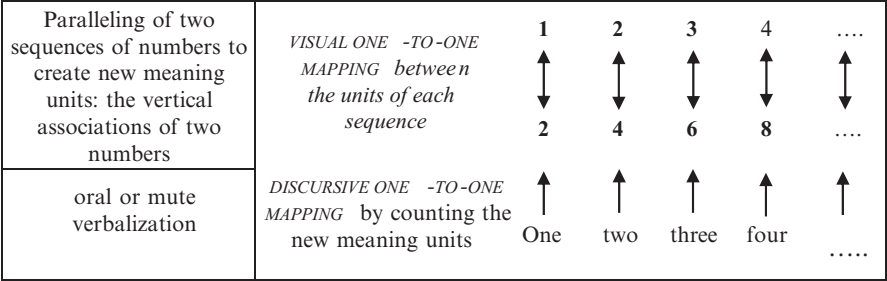 Paralleling of two
sequences of numbers to
create new meaning
units: the vertical
associations of two
numbers
VISUAL ONE -TO-ONE
MAPPING between
the units of each
sequence
1 2 3 4 ....
2 4 6 8 ....
oral or mute
verbalization
DISCURSIVE ONE -TO-ONE
MAPPING by counting the
new meaning units
One two three four
.....